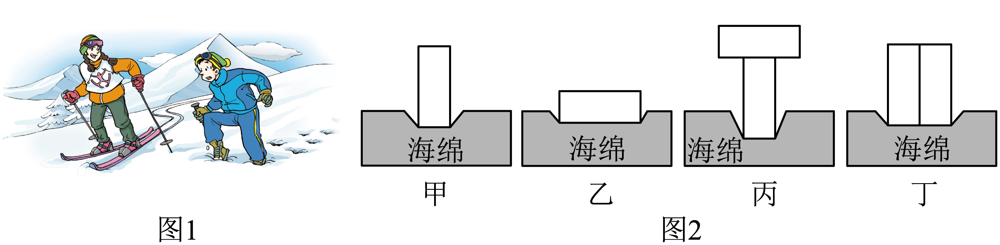 海绵 海绵 海绵 海绵
甲 乙 丙 丁
图1 图2